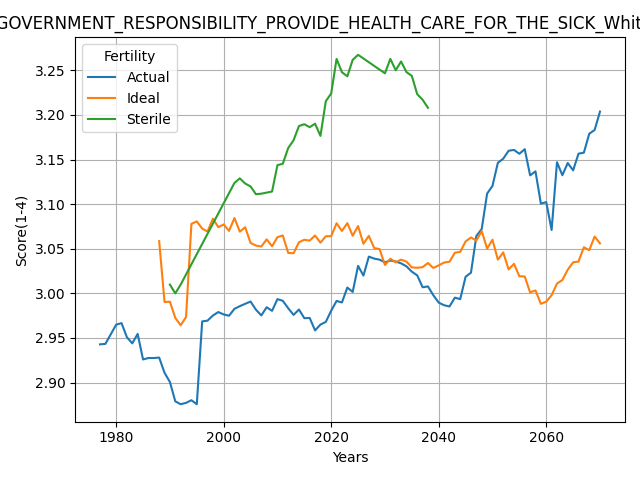 GOVERNMENT_RESPONSIBILITY_PROVIDE_HEALTH_CARE_FOR_THE_SICK_Whit
Fertility
Actual
Ideal
Sterile
Score(1-4)
3.25
3.20
3.15
3.10
3.05
3.00
2.95
2.90
1980 2000 2020 2040 2060
Years